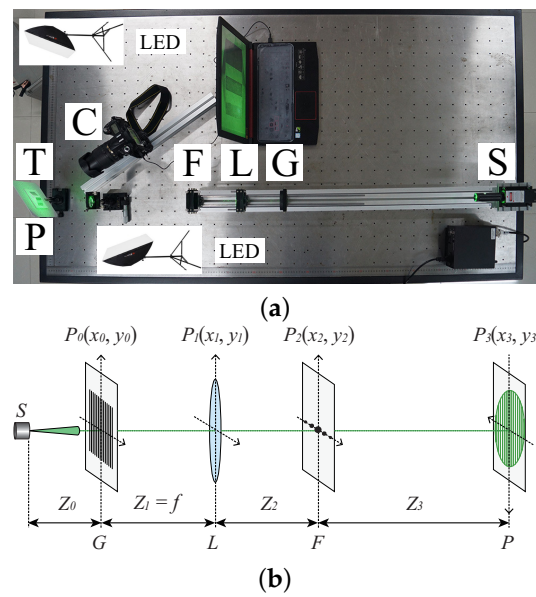 LED
C
T
F
L
G
S
P
LED
(a)
P₀(x₀, y₀)
P₁(x₁, y₁)
P₂(x₂, y₂)
P₃(x₃, y₃
S
Z₀
Z₁ = f
Z₂
Z₃
G
L
F
P
(b)